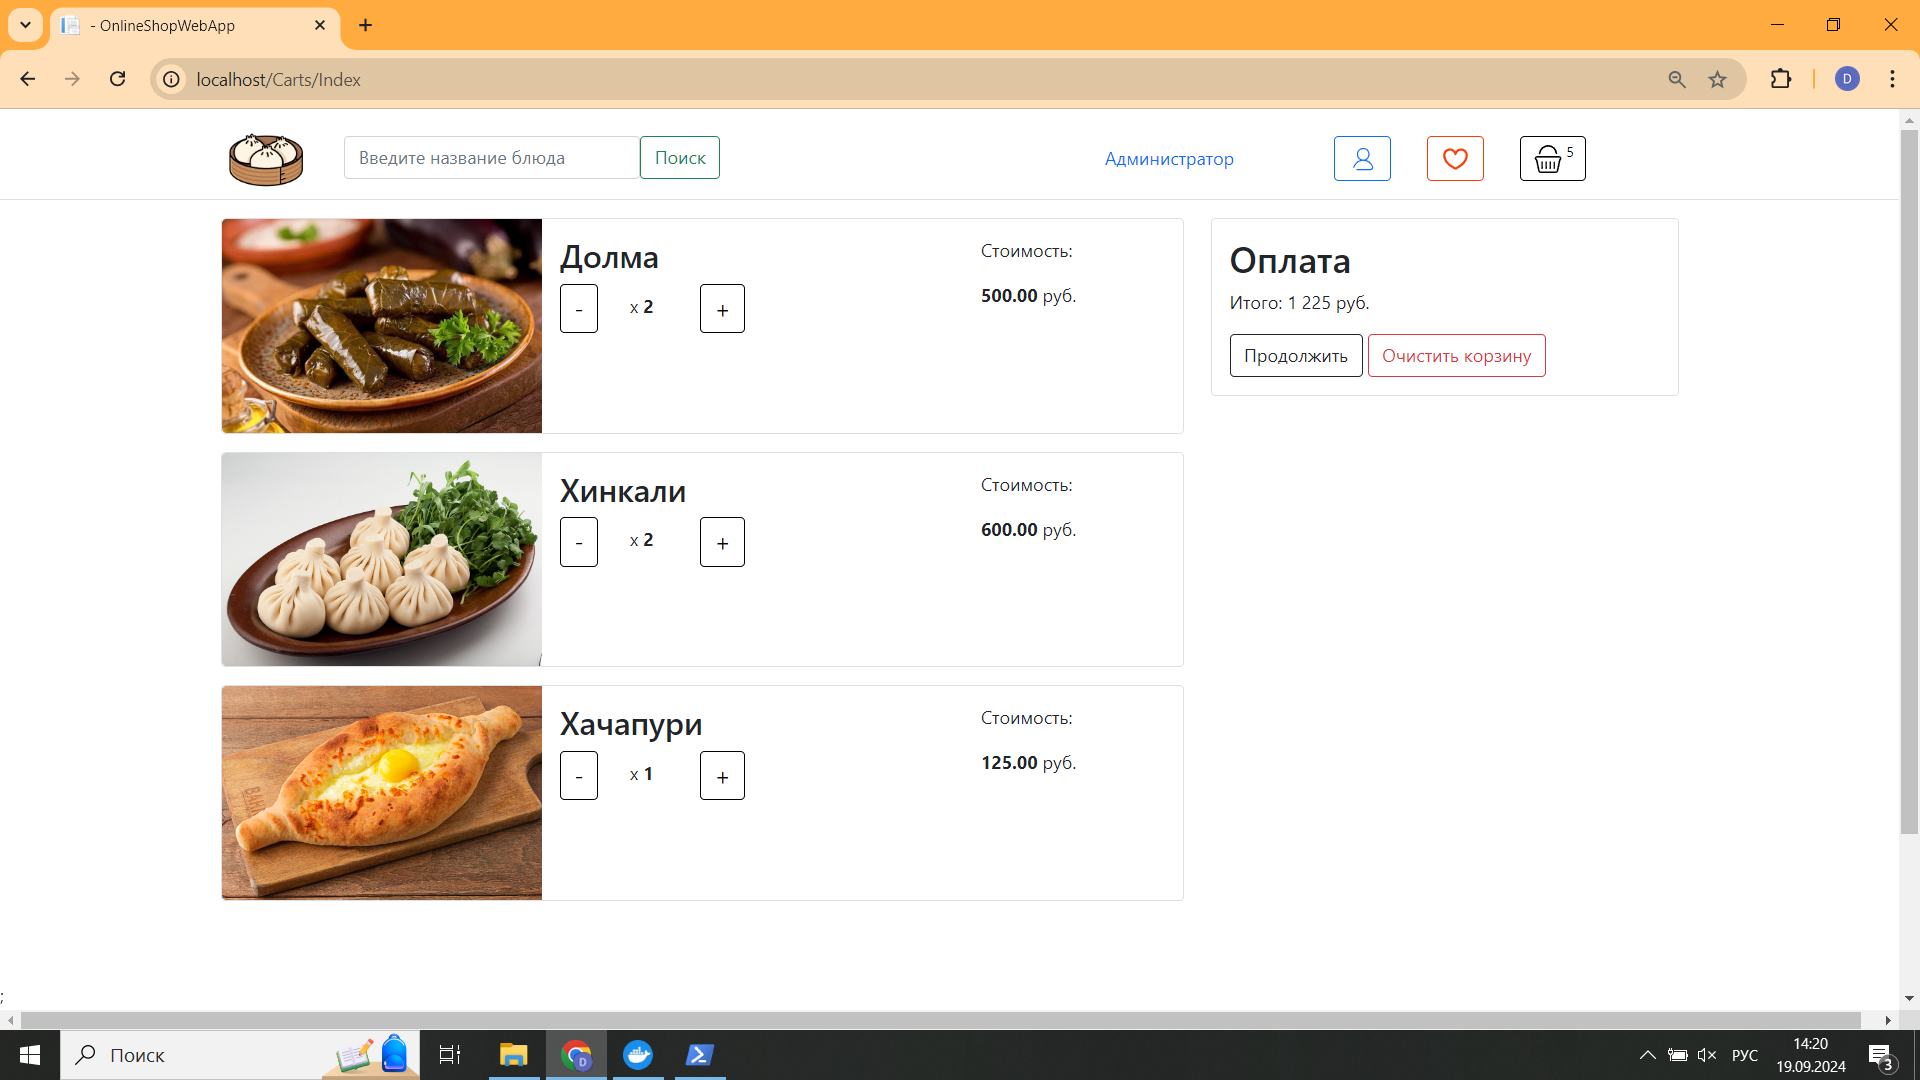 - OnlineShopWebApp
localhost/Carts/Index
D
Введите название блюда
Поиск
Администратор
5
Долма
- x 2 +
Стоимость:
500.00 руб.
Оплата
Итого: 1 225 руб.
Продолжить Очистить корзину
Хинкали
- x 2 +
Стоимость:
600.00 руб.
Хачапури
- x 1 +
Стоимость:
125.00 руб.
;
Поиск
D
РУС
14:20
19.09.2024
3